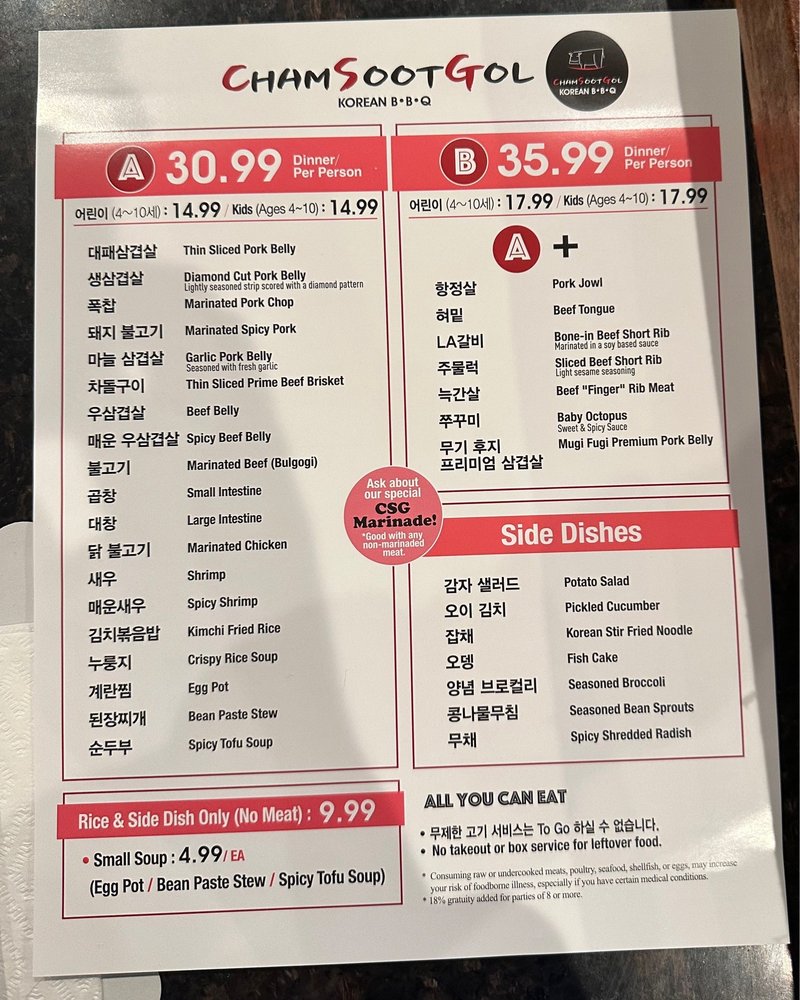 CHAMSOOTGOL
KOREAN B•B•Q
CHAMSOOTGOL
KOREAN B•B•Q
A 30.99 Dinner/
Per Person
어린이 (4~10세) : 14.99 / Kids (Ages 4~10) : 14.99
대패삼겹살 Thin Sliced Pork Belly
생삼겹살 Diamond Cut Pork Belly
Lightly seasoned strip scored with a diamond pattern
폭찹 Marinated Pork Chop
돼지 불고기 Marinated Spicy Pork
마늘 삼겹살 Garlic Pork Belly
Seasoned with fresh garlic
차돌구이 Thin Sliced Prime Beef Brisket
우삼겹살 Beef Belly
매운 우삼겹살 Spicy Beef Belly
불고기 Marinated Beef (Bulgogi)
곱창 Small Intestine
대창 Large Intestine
닭 불고기 Marinated Chicken
새우 Shrimp
매운새우 Spicy Shrimp
김치볶음밥 Kimchi Fried Rice
누룽지 Crispy Rice Soup
계란찜 Egg Pot
된장찌개 Bean Paste Stew
순두부 Spicy Tofu Soup
B 35.99 Dinner/
Per Person
어린이 (4~10세) : 17.99 / Kids (Ages 4~10) : 17.99
A +
항정살 Pork Jowl
혀밑 Beef Tongue
LA갈비 Bone-in Beef Short Rib
Marinated in a soy based sauce
주물럭 Sliced Beef Short Rib
Light sesame seasoning
늑간살 Beef "Finger" Rib Meat
쭈꾸미 Baby Octopus
Sweet & Spicy Sauce
무기 후지 Mugi Fugi Premium Pork Belly
프리미엄 삼겹살
Ask about
our special
CSG
Marinade!
*Good with any
non-marinaded
meat.
Side Dishes
감자 샐러드 Potato Salad
오이 김치 Pickled Cucumber
잡채 Korean Stir Fried Noodle
오뎅 Fish Cake
양념 브로컬리 Seasoned Broccoli
콩나물무침 Seasoned Bean Sprouts
무채 Spicy Shredded Radish
Rice & Side Dish Only (No Meat) : 9.99
• Small Soup : 4.99 / EA
(Egg Pot / Bean Paste Stew / Spicy Tofu Soup)
ALL YOU CAN EAT
• 무제한 고기 서비스는 To Go 하실 수 없습니다.
• No takeout or box service for leftover food.
* Consuming raw or undercooked meats, poultry, seafood, shellfish, or eggs, may increase
your risk of foodborne illness, especially if you have certain medical conditions.
* 18% gratuity added for parties of 8 or more.